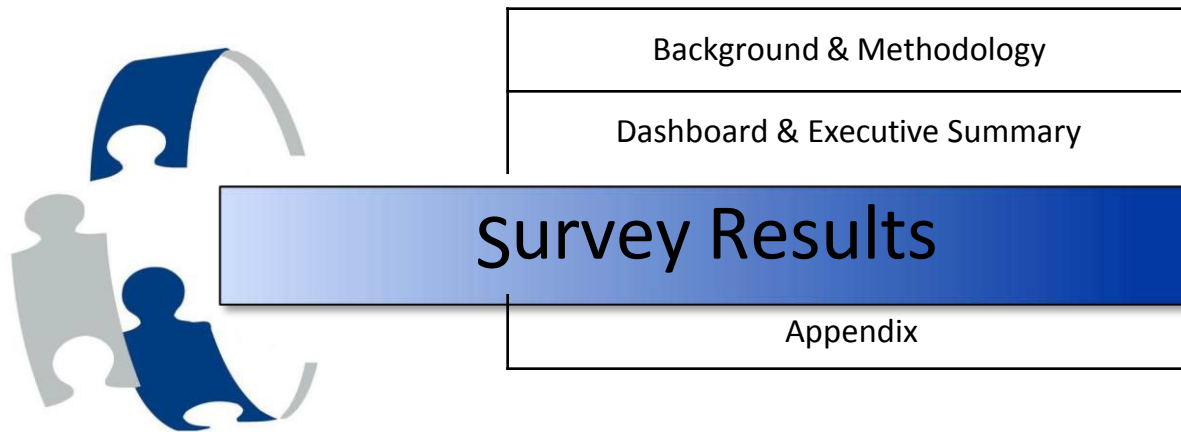 Background & Methodology
Dashboard & Executive Summary
Survey Results
Appendix